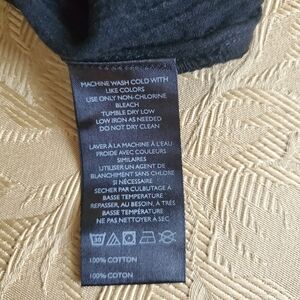 MACHINE WASH COLD WITH
LIKE COLORS
USE ONLY NON-CHLORINE
BLEACH
TUMBLE DRY LOW
LOW IRON AS NEEDED
DO NOT DRY CLEAN
LAVER À LA MACHINE À L'EAU
FROIDE AVEC COULEURS
SIMILAIRES
UTILISER UN AGENT DE
BLANCHIMENT SANS CHLORE
SI NÉCESSAIRE
SECHER PAR CULBUTAGE A
BASSE TEMPÉRATURE
REPASSER, AU BESOIN, À TRÈS
BASSE TEMPÉRATURE
NE PAS NETTOYER À SEC
100% COTTON
100% COTON